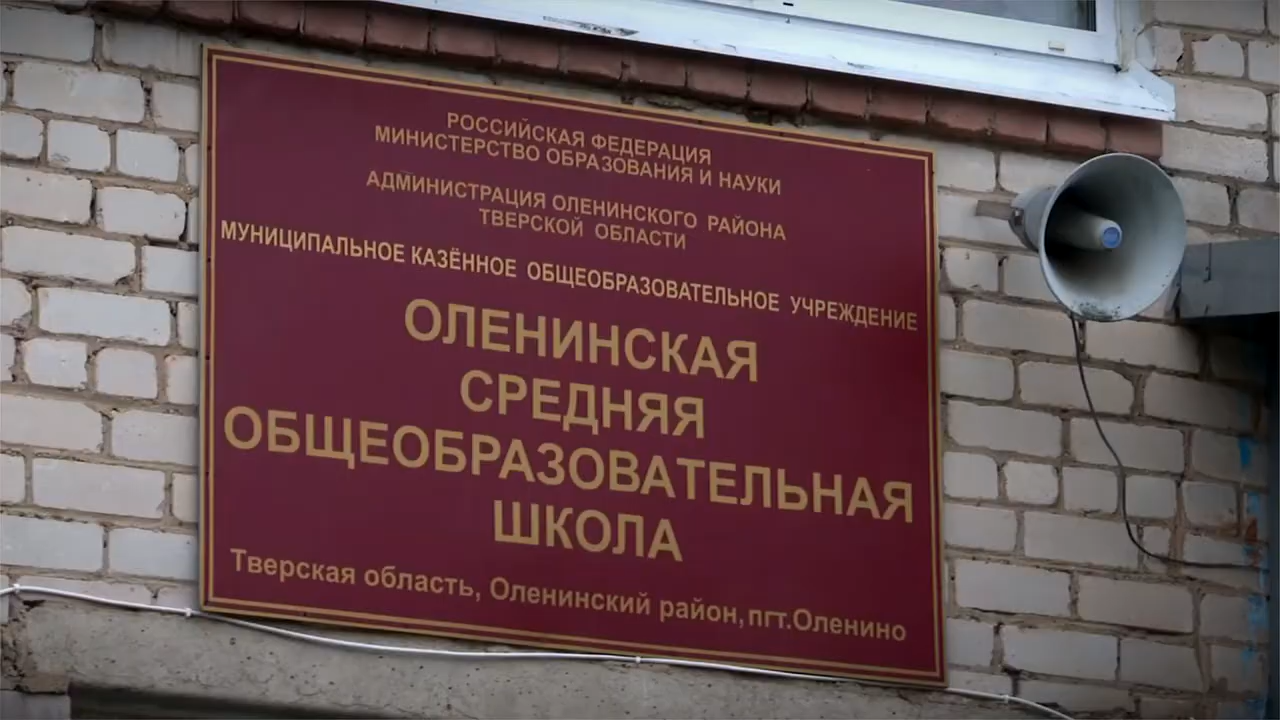 РОССИЙСКАЯ ФЕДЕРАЦИЯ
МИНИСТЕРСТВО ОБРАЗОВАНИЯ И НАУКИ
АДМИНИСТРАЦИЯ ОЛЕНИНСКОГО РАЙОНА
ТВЕРСКОЙ ОБЛАСТИ
МУНИЦИПАЛЬНОЕ КАЗЁННОЕ ОБЩЕОБРАЗОВАТЕЛЬНОЕ УЧРЕЖДЕНИЕ
ОЛЕНИНСКАЯ
СРЕДНЯЯ
ОБЩЕОБРАЗОВАТЕЛЬНАЯ
ШКОЛА
Тверская область, Оленинский район, пгт.Оленино